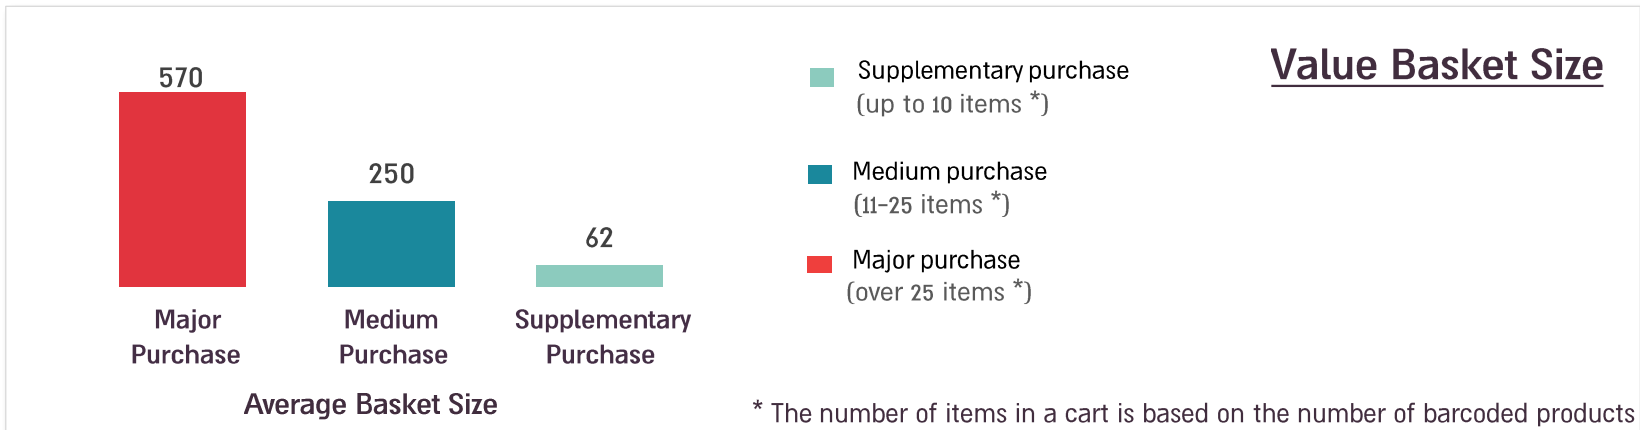 Value Basket Size
570
250
62
Major
Purchase
Medium
Purchase
Supplementary
Purchase
Average Basket Size
Supplementary purchase
(up to 10 items *)
Medium purchase
(11-25 items *)
Major purchase
(over 25 items *)
* The number of items in a cart is based on the number of barcoded products